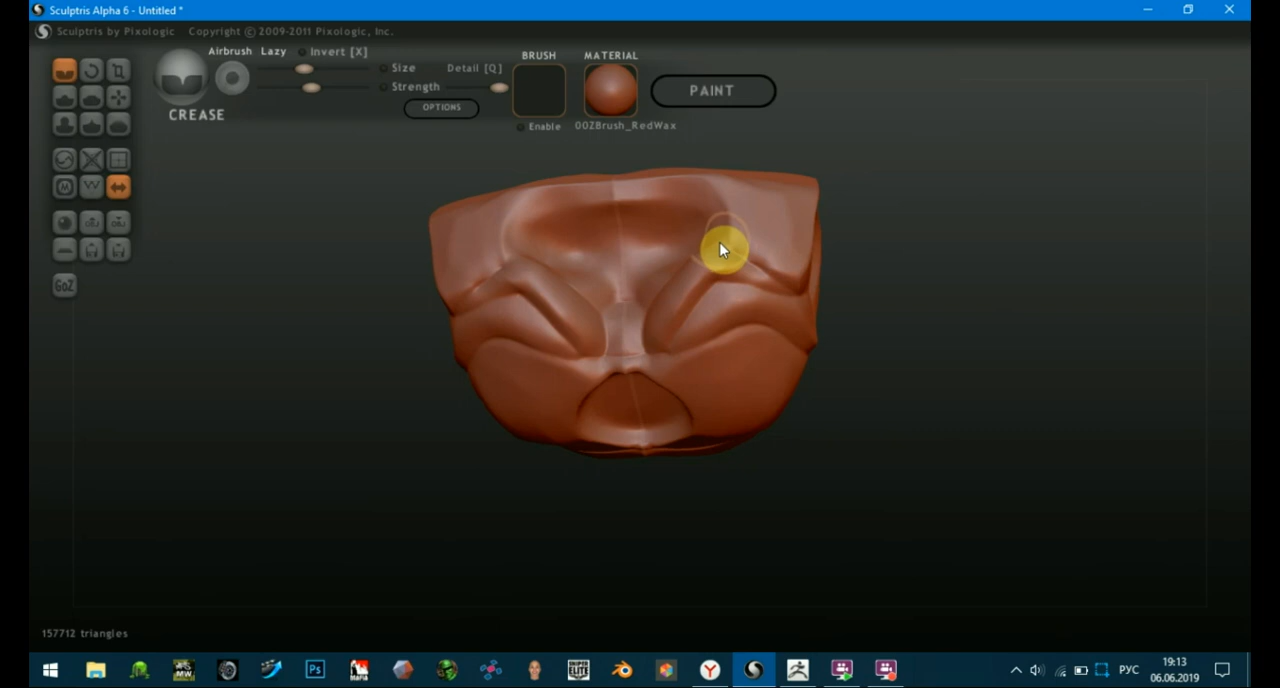 Sculptris Alpha 6 - Untitled *
Sculptris by Pixologic Copyright © 2009-2011 Pixologic, Inc.
Airbrush Lazy Invert [X]
Size Detail [Q]
Strength
OPTIONS
CREASE
BRUSH
Enable
MATERIAL
00ZBrush_RedWax
PAINT
GoZ
157712 triangles
Ps
РУС
19:13
06.06.2019